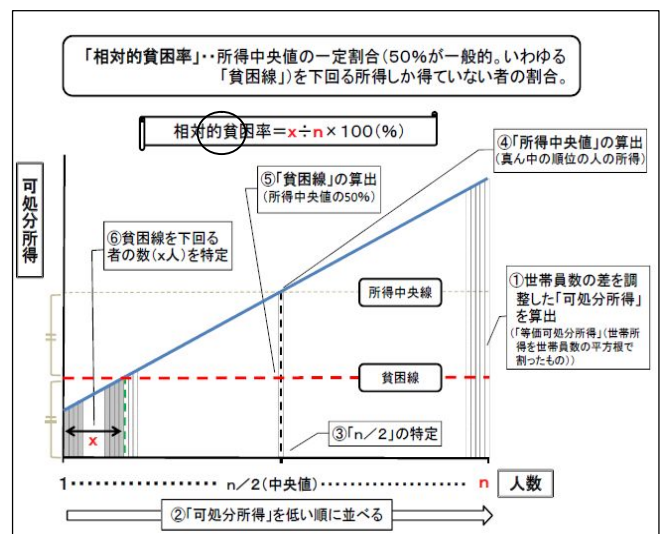 「相対的貧困率」・・所得中央値の一定割合（50％が一般的。いわゆる
「貧困線」）を下回る所得しか得ていない者の割合。
相対的貧困率＝x÷n×100（％）
④「所得中央値」の算出
（真ん中の順位の人の所得）
⑤「貧困線」の算出
（所得中央値の50％）
可処分所得
⑥貧困線を下回る
者の数（x人）を特定
①世帯員数の差を調
整した「可処分所得」
を算出
（「等価可処分所得」（世帯所
得を世帯員数の平方根で
割ったもの））
所得中央線
貧困線
x
③「n／2」の特定
1・・・・・・・・・・・・・・・・・・n／2（中央値）・・・・・・・・・・・・・・・・・・n
人数
②「可処分所得」を低い順に並べる